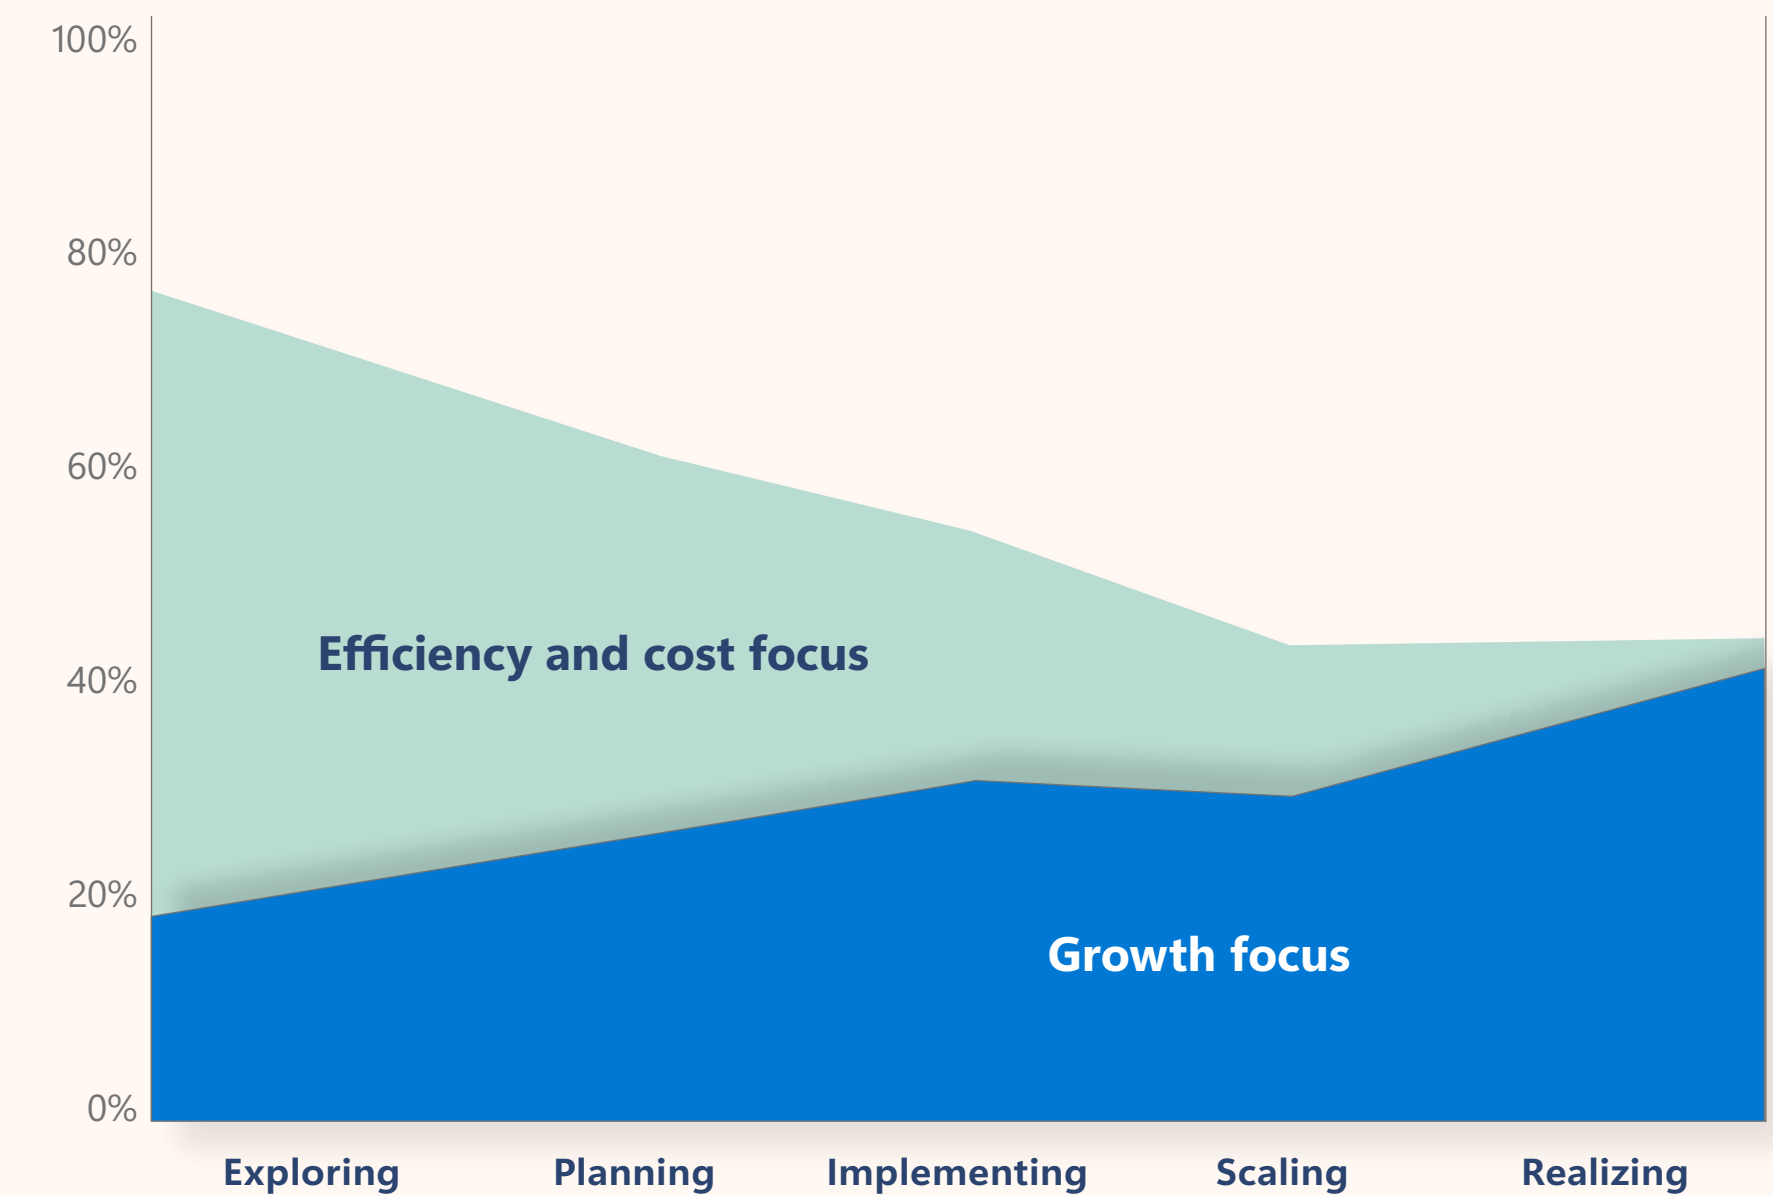 100%
80%
60%
Efficiency and cost focus
40%
20%
Growth focus
0%
Exploring Planning Implementing Scaling Realizing